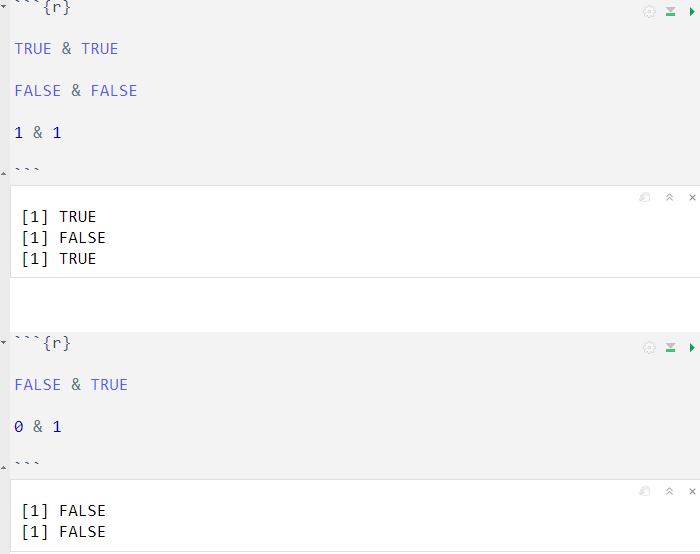 ```{r}
TRUE & TRUE
FALSE & FALSE
1 & 1
```
[1] TRUE
[1] FALSE
[1] TRUE
```{r}
FALSE & TRUE
0 & 1
```
[1] FALSE
[1] FALSE